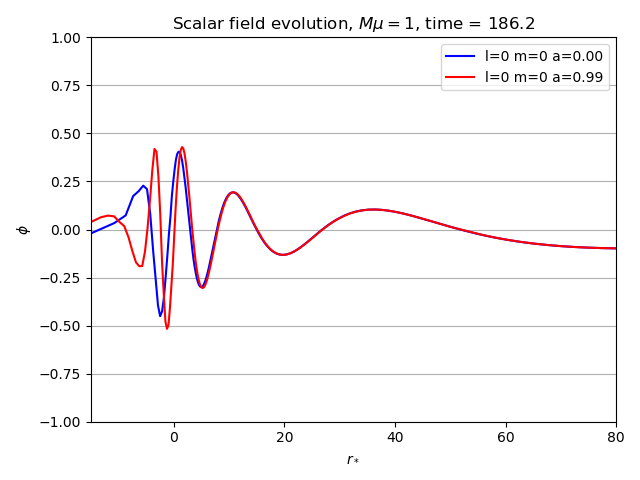 Scalar field evolution, Mμ = 1, time = 186.2
1.00
0.75
0.50
0.25
0.00
−0.25
−0.50
−0.75
−1.00
ϕ
l=0 m=0 a=0.00
l=0 m=0 a=0.99
0 20 40 60 80
r*